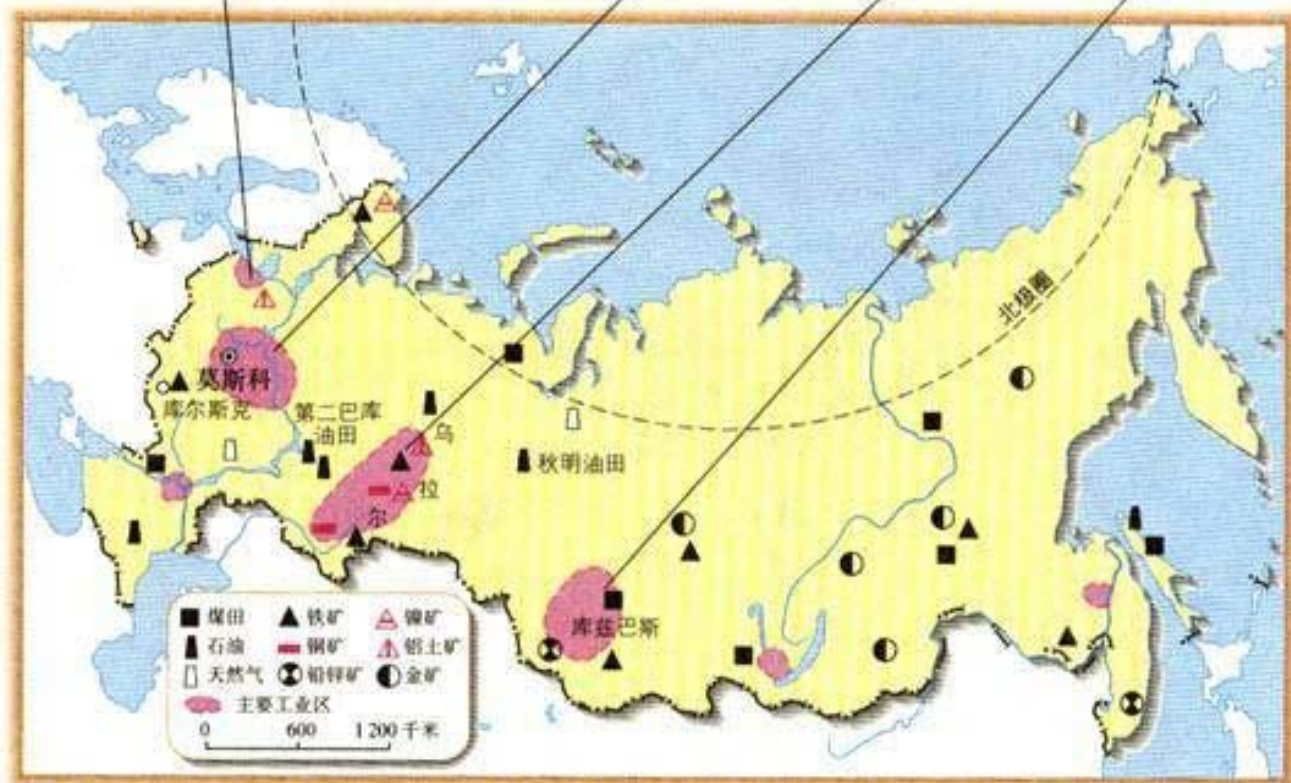 北极圈
莫斯科
库尔斯克
第二巴库
油田
乌
拉
尔
秋明油田
库兹巴斯
煤田
铁矿
镍矿
石油
铜矿
铝土矿
天然气
铅锌矿
金矿
主要工业区
0 600 1 200 千米